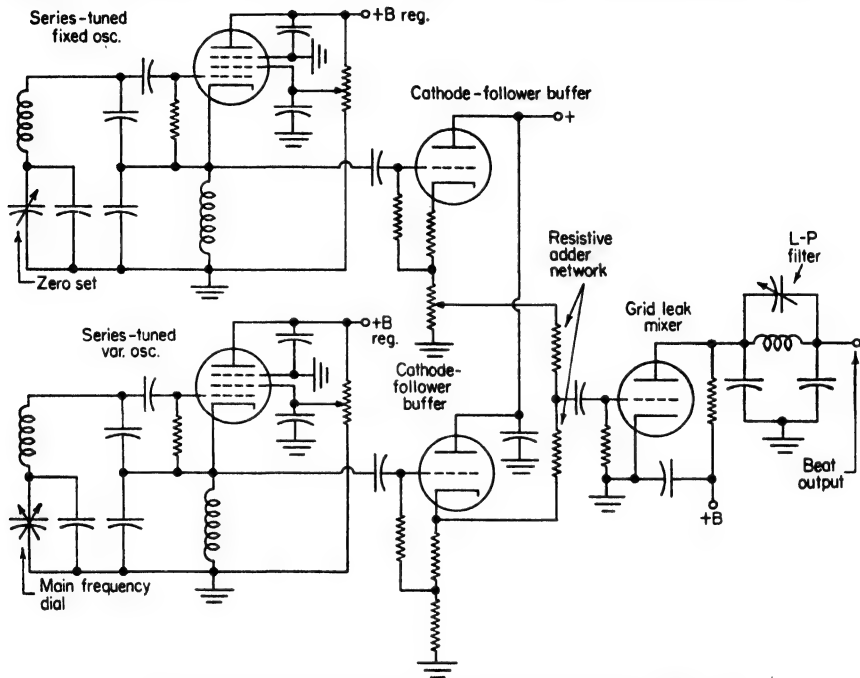 Series-tuned
fixed osc.
+B reg.
Cathode-follower buffer
+
Zero set
Resistive
adder
network
L-P
filter
Grid leak
mixer
Series-tuned
var. osc.
+B
reg.
Cathode-
follower
buffer
Main frequency
dial
+B
Beat
output